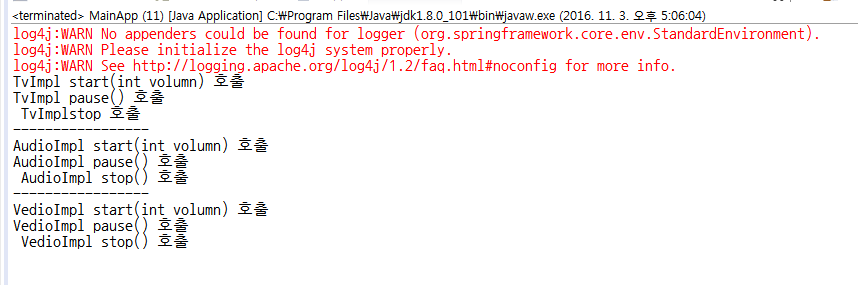 <terminated> MainApp (11) [Java Application] C:₩Program Files₩Java₩jdk1.8.0_101₩bin₩javaw.exe (2016. 11. 3. 오후 5:06:04)
log4j:WARN No appenders could be found for logger (org.springframework.core.env.StandardEnvironment).
log4j:WARN Please initialize the log4j system properly.
log4j:WARN See http://logging.apache.org/log4j/1.2/faq.html#noconfig for more info.
TvImpl start(int volumn) 호출
TvImpl pause() 호출
 TvImplstop 호출
-----------------
AudioImpl start(int volumn) 호출
AudioImpl pause() 호출
 AudioImpl stop() 호출
-----------------
VedioImpl start(int volumn) 호출
VedioImpl pause() 호출
 VedioImpl stop() 호출